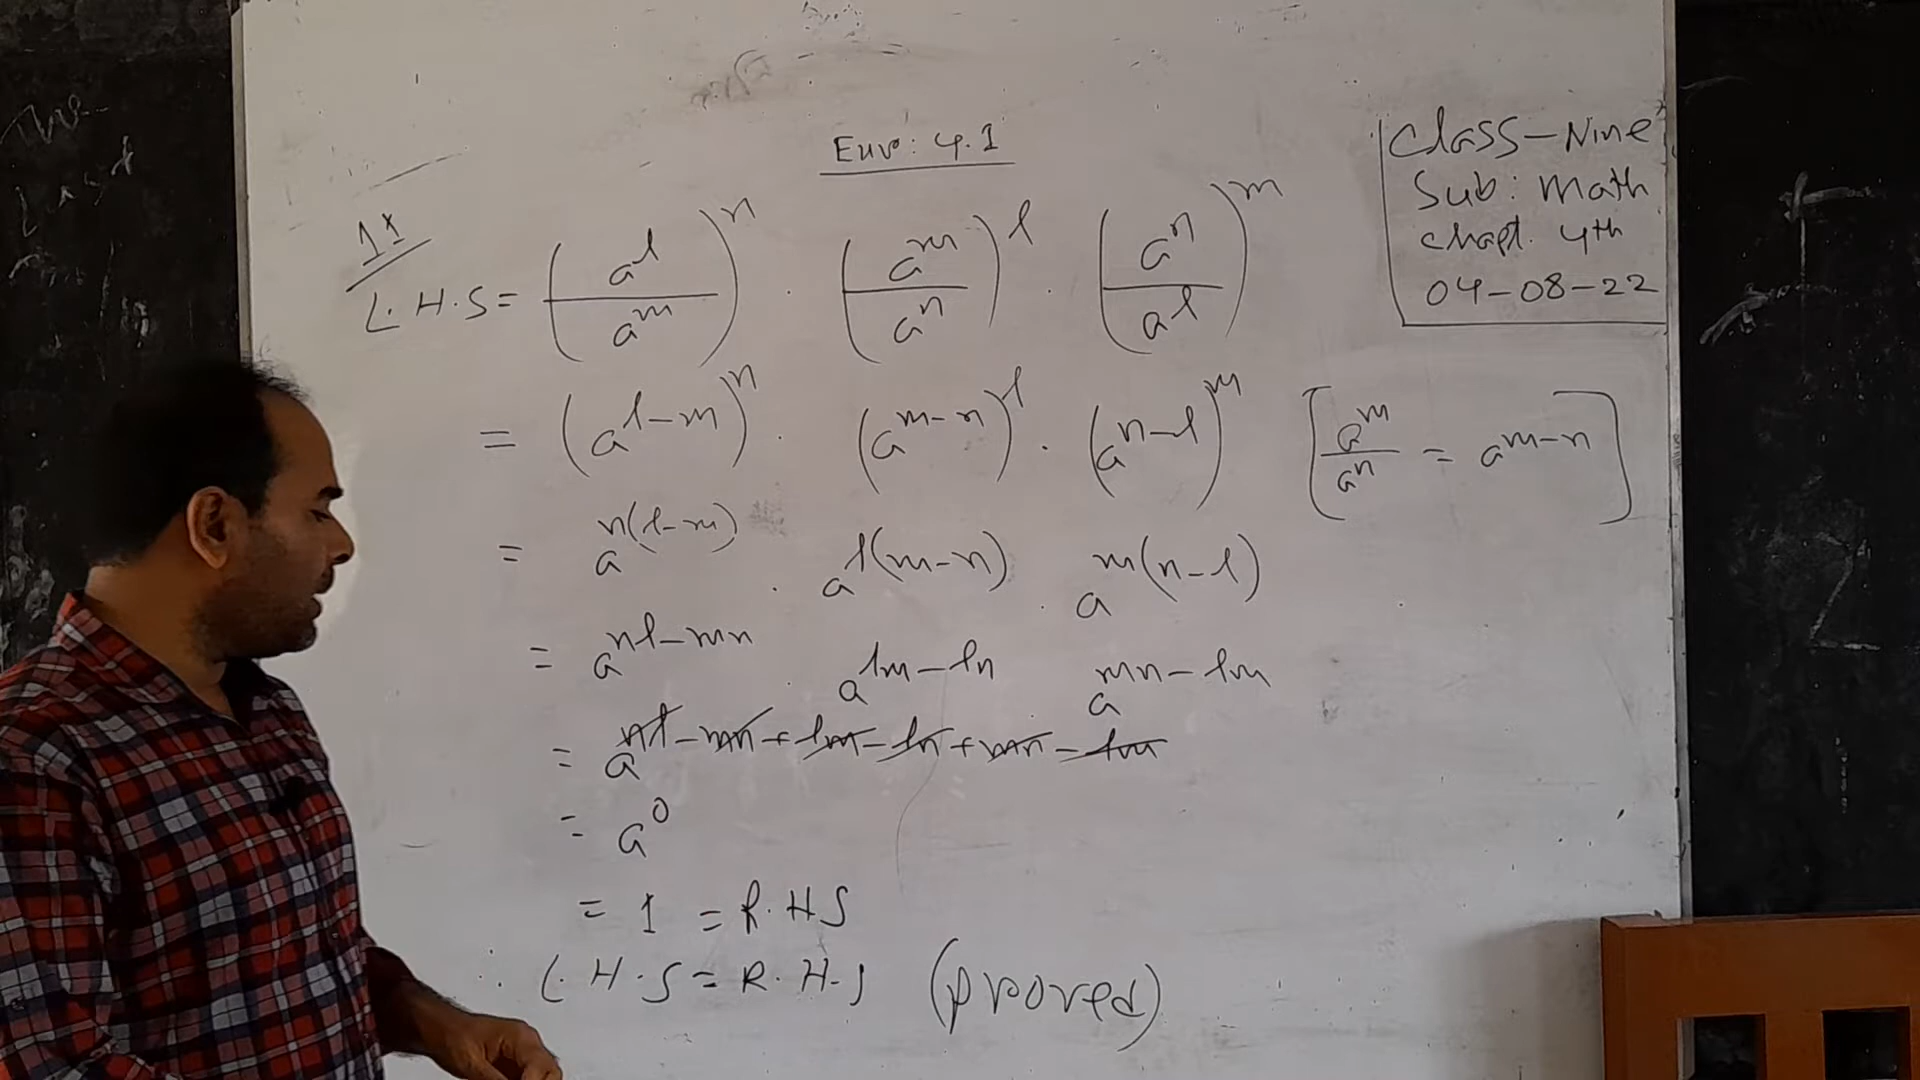 Exr: 4.1
Class-Nine
Sub: Math
Chapt. 4th
04-08-22
11
L.H.S = (a^l / a^m)^n . (a^m / a^n)^l . (a^n / a^l)^m
= (a^{l-m})^n . (a^{m-n})^l . (a^{n-l})^m [a^m / a^n = a^{m-n}]
= a^{n(l-m)} . a^{l(m-n)} . a^{m(n-l)}
= a^{nl-mn} . a^{lm-ln} . a^{mn-lm}
= a^{nl-mn+lm-ln+mn-lm}
= a^0
= 1 = R.HS
∴ L.H.S = R.H.S (proved)